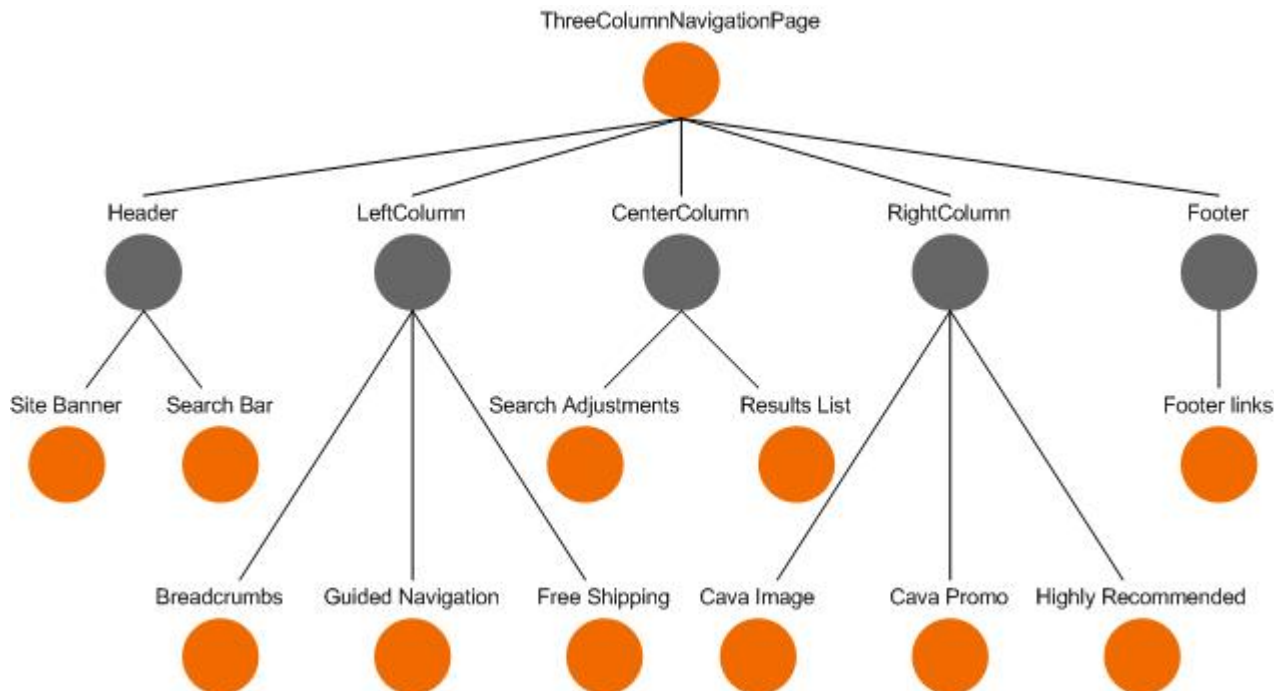 ThreeColumnNavigationPage
Header
LeftColumn
CenterColumn
RightColumn
Footer
Site Banner
Search Bar
Search Adjustments
Results List
Footer links
Breadcrumbs
Guided Navigation
Free Shipping
Cava Image
Cava Promo
Highly Recommended